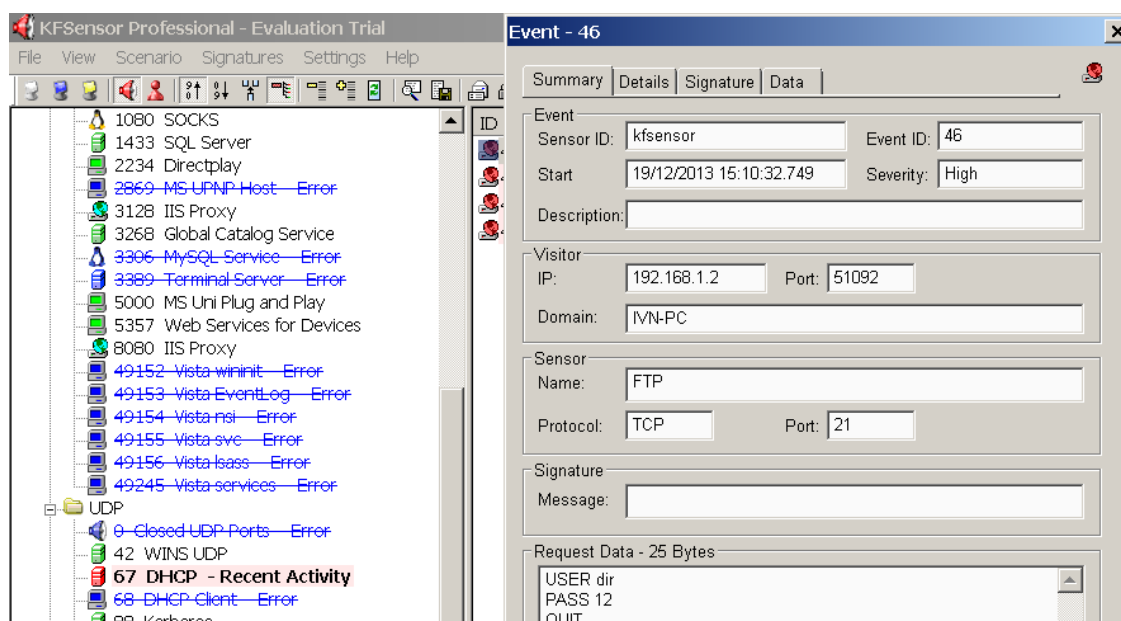 KFSensor Professional - Evaluation Trial
File View Scenario Signatures Settings Help
1080 SOCKS
1433 SQL Server
2234 Directplay
2869 MS UPNP Host - Error
3128 IIS Proxy
3268 Global Catalog Service
3306 MySQL Service - Error
3389 Terminal Server - Error
5000 MS Uni Plug and Play
5357 Web Services for Devices
8080 IIS Proxy
49152 Vista wininit - Error
49153 Vista EventLog - Error
49154 Vista nsi - Error
49155 Vista svc - Error
49156 Vista lsass - Error
49245 Vista services - Error
UDP
0 Closed UDP Ports - Error
42 WINS UDP
67 DHCP - Recent Activity
68 DHCP Client - Error
ID
Event - 46
Summary Details Signature Data
Event
Sensor ID: kfsensor Event ID: 46
Start 19/12/2013 15:10:32.749 Severity: High
Description:
Visitor
IP: 192.168.1.2 Port: 51092
Domain: IVN-PC
Sensor
Name: FTP
Protocol: TCP Port: 21
Signature
Message:
Request Data - 25 Bytes
USER dir
PASS 12
QUIT